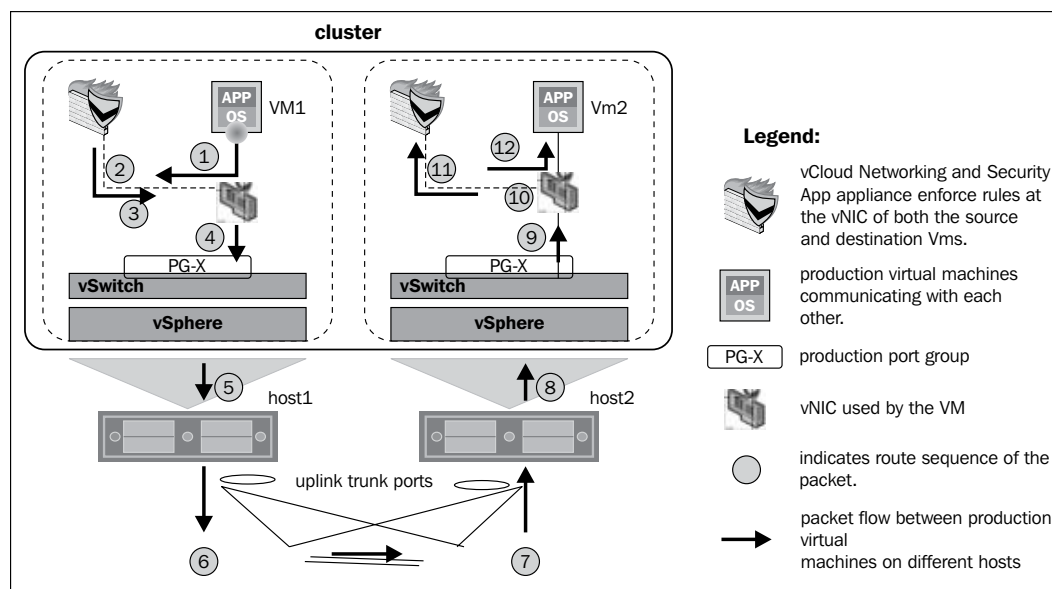 cluster
APP
OS
VM1
1
2
3
4
PG-X
vSwitch
vSphere
APP
OS
Vm2
12
11
10
9
PG-X
vSwitch
vSphere
5
host1
8
host2
uplink trunk ports
6
7
Legend:
vCloud Networking and Security
App appliance enforce rules at
the vNIC of both the source
and destination Vms.
APP
OS
production virtual machines
communicating with each
other.
PG-X
production port group
vNIC used by the VM
indicates route sequence of the
packet.
packet flow between production
virtual
machines on different hosts